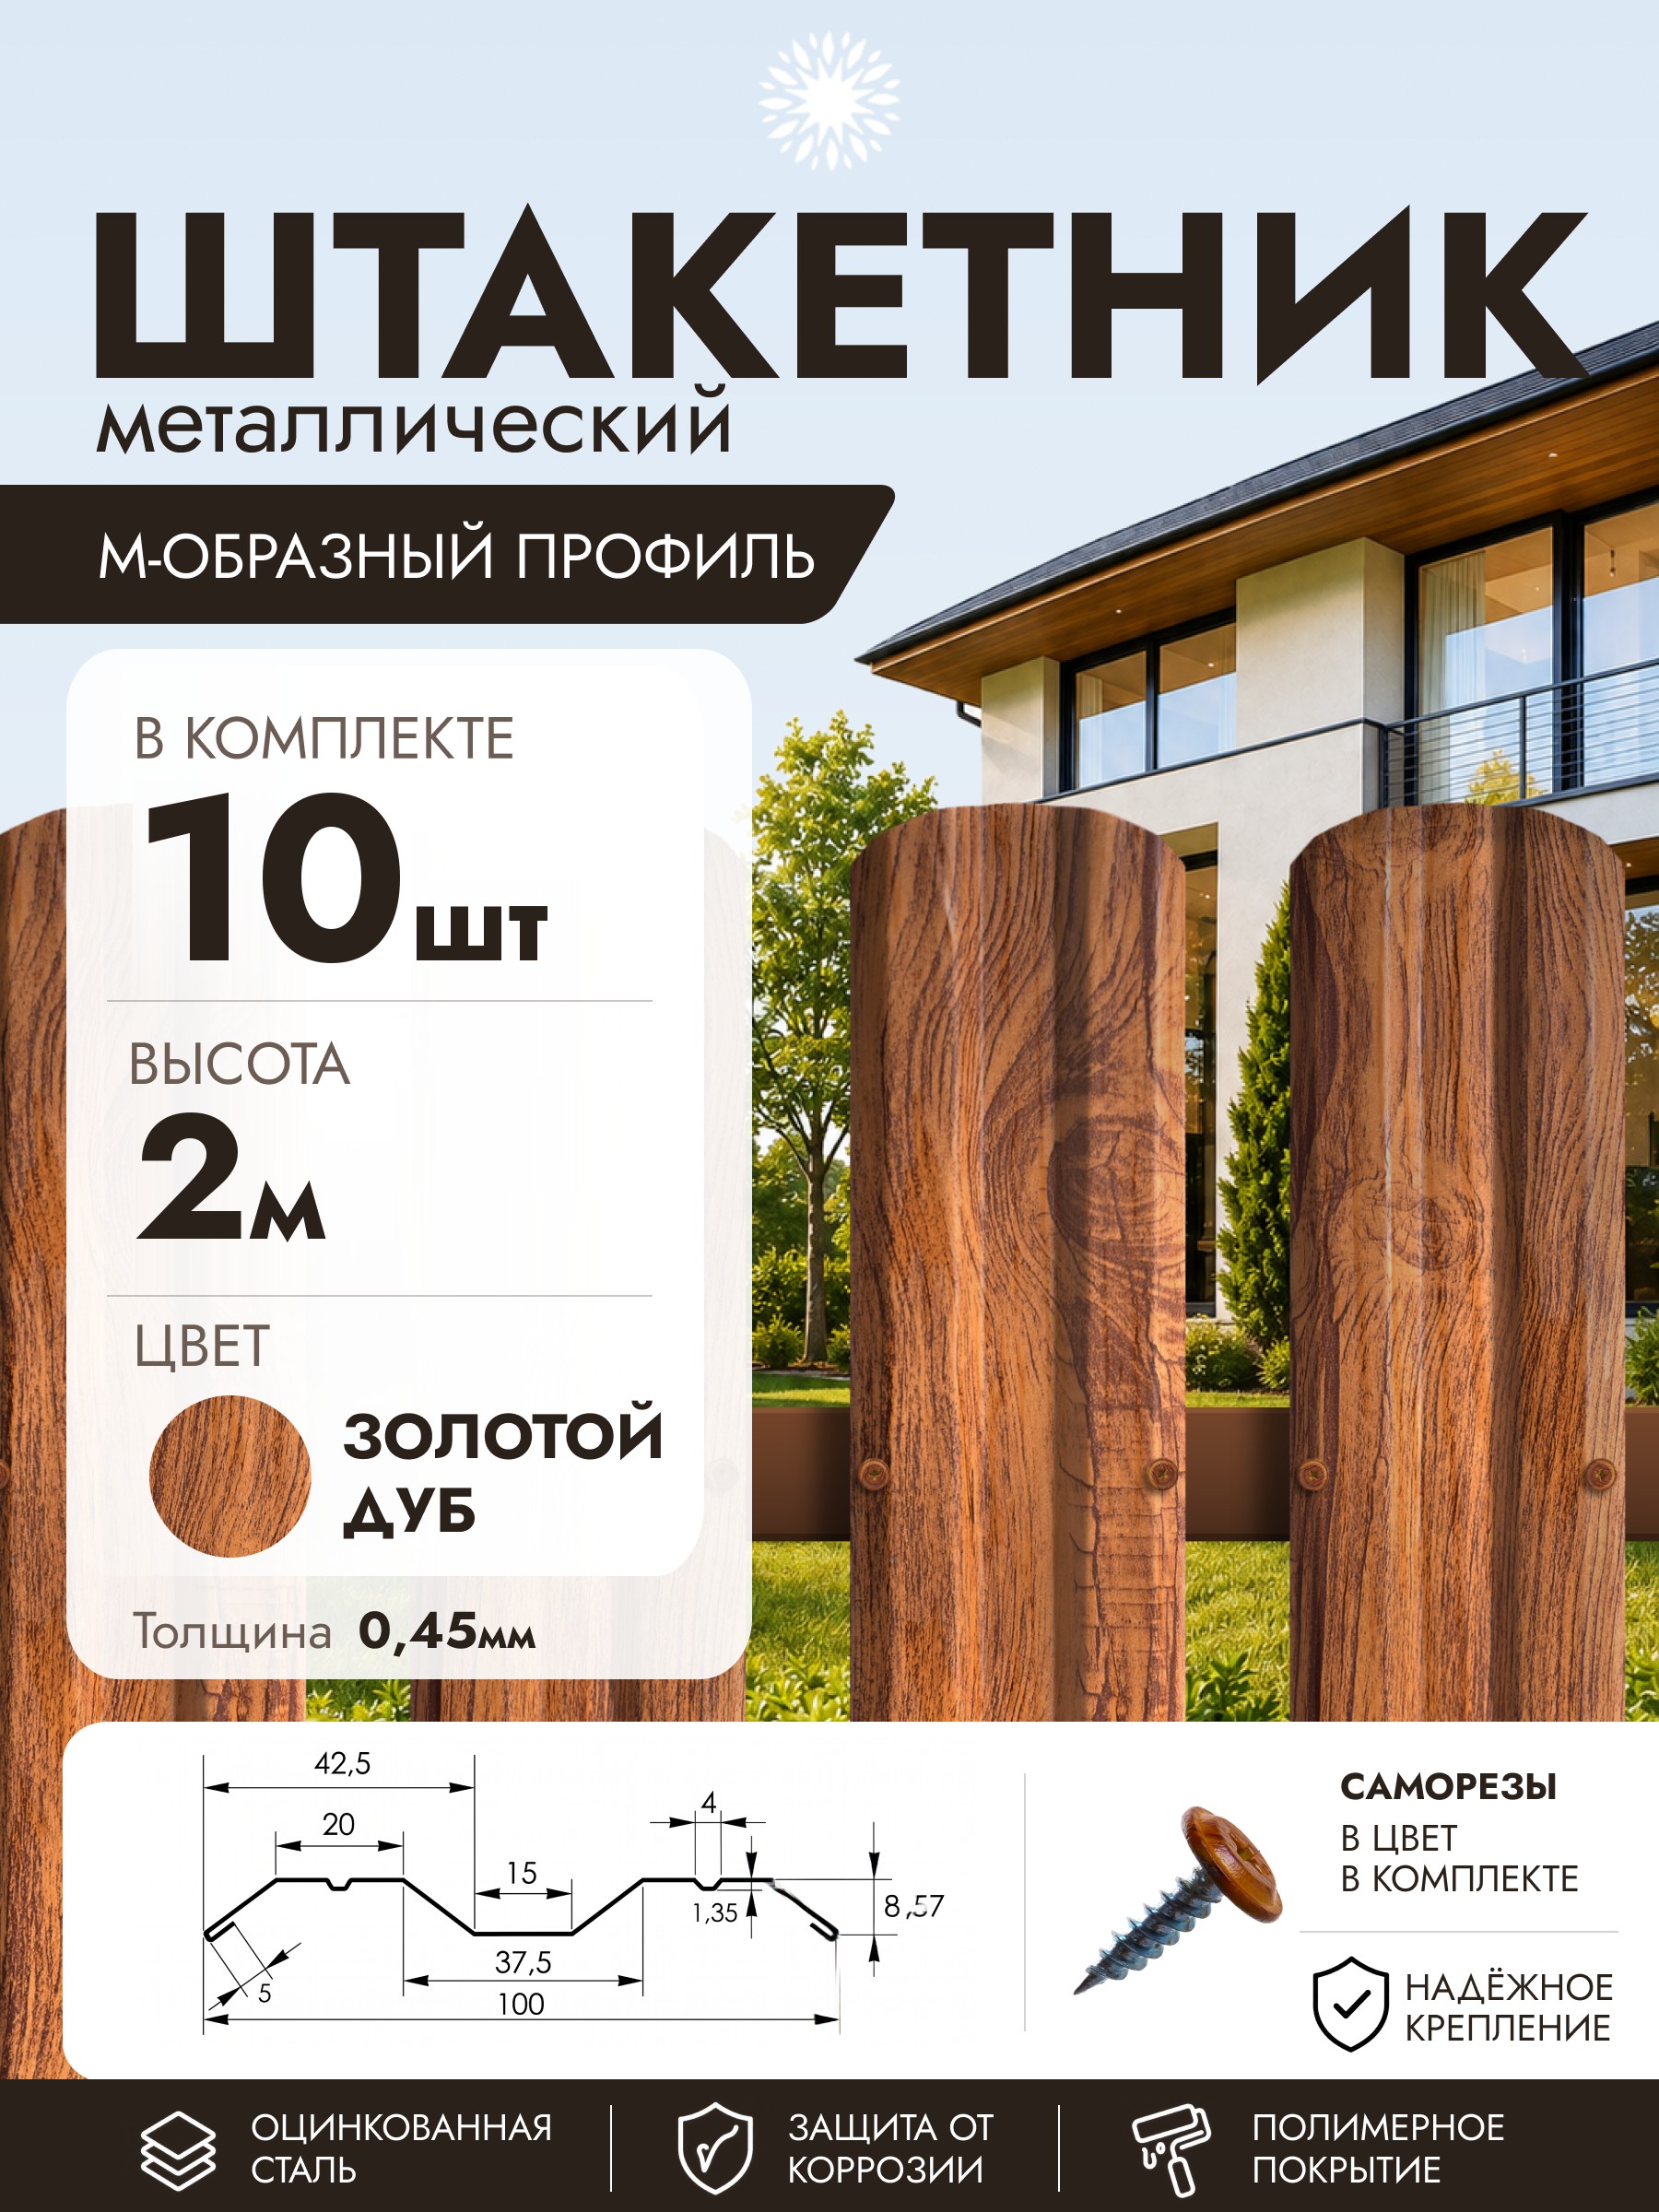 ШТАКЕТНИК
металлический
М-ОБРАЗНЫЙ ПРОФИЛЬ
В КОМПЛЕКТЕ
10шт
ВЫСОТА
2м
ЦВЕТ
ЗОЛОТОЙ
ДУБ
Толщина 0,45мм
42,5
20
15
4
1,35
8,57
37,5
5
100
САМОРЕЗЫ
В ЦВЕТ
В КОМПЛЕКТЕ
НАДЁЖНОЕ
КРЕПЛЕНИЕ
ОЦИНКОВАННАЯ
СТАЛЬ
ЗАЩИТА ОТ
КОРРОЗИИ
ПОЛИМЕРНОЕ
ПОКРЫТИЕ